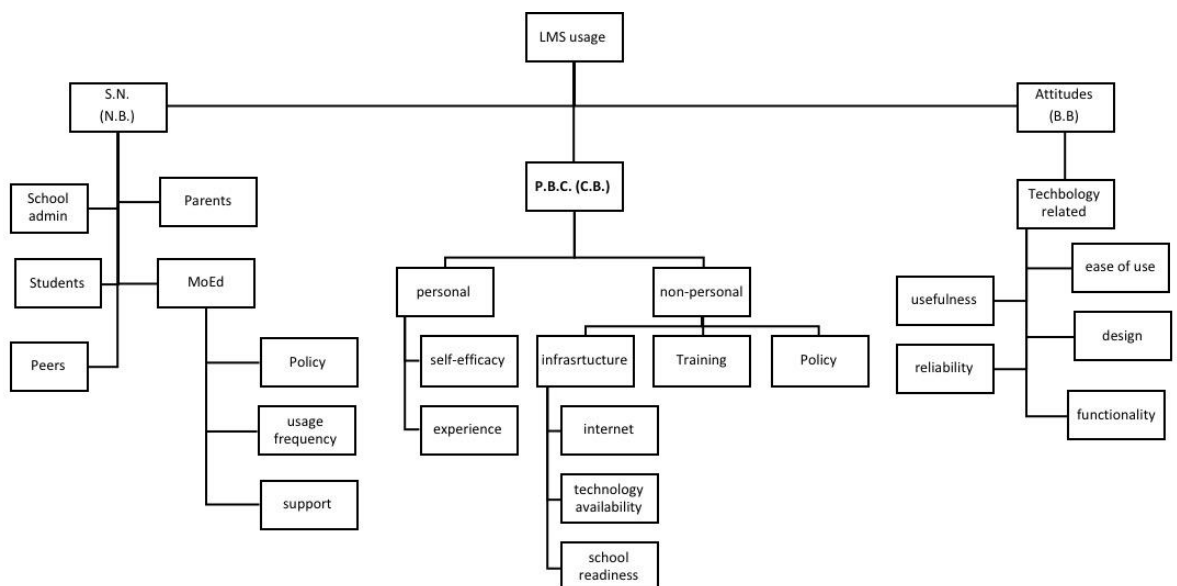 LMS usage
S.N.
(N.B.)
Attitudes
(B.B)
P.B.C. (C.B.)
School
admin
Parents
Techbology
related
Students
MoEd
personal
non-personal
ease of use
usefulness
Peers
Policy
self-efficacy
infrasrtucture
Training
Policy
design
reliability
usage
frequency
experience
internet
functionality
support
technology
availability
school
readiness